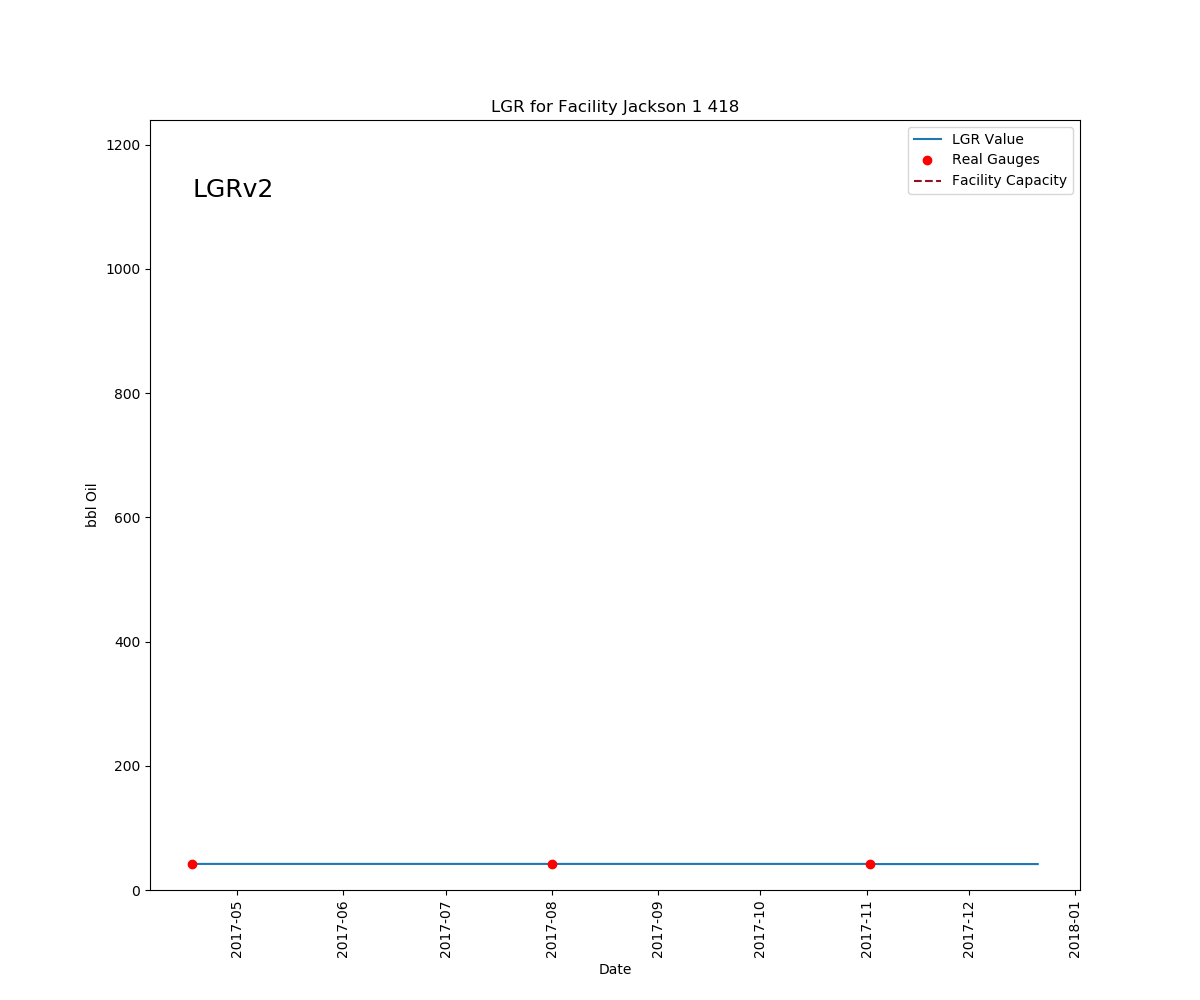 LGR for Facility Jackson 1 418
LGRv2
LGR Value
Real Gauges
Facility Capacity
1200
1000
800
600
400
200
0
bbl Oil
2017-05
2017-06
2017-07
2017-08
2017-09
2017-10
2017-11
2017-12
2018-01
Date